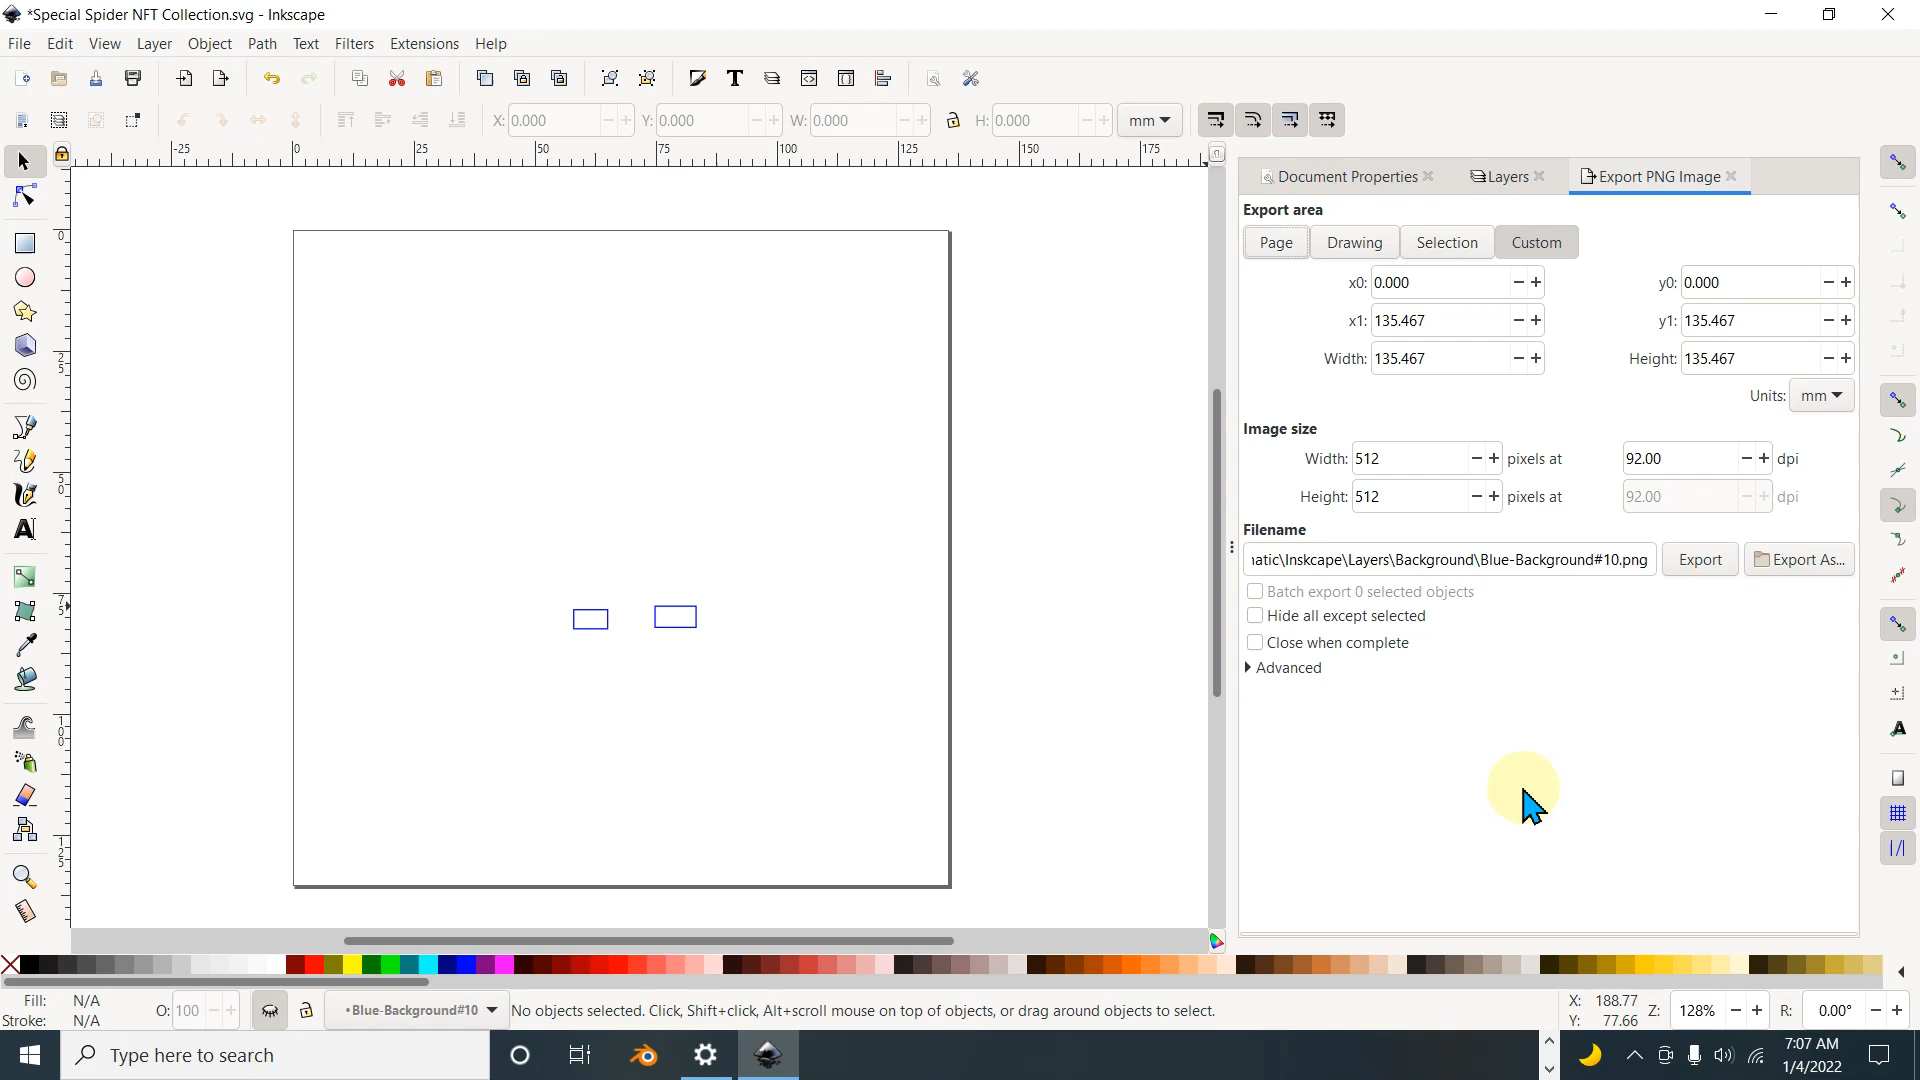 *Special Spider NFT Collection.svg - Inkscape
File Edit View Layer Object Path Text Filters Extensions Help
X: 0.000 Y: 0.000 W: 0.000 H: 0.000 mm
-25 0 25 50 75 100 125 150 175
Document Properties Layers Export PNG Image
Export area
Page Drawing Selection Custom
x0: 0.000 y0: 0.000
x1: 135.467 y1: 135.467
Width: 135.467 Height: 135.467
Units: mm
Image size
Width: 512 pixels at 92.00 dpi
Height: 512 pixels at 92.00 dpi
Filename
\Inskcape\Layers\Background\Blue-Background#10.png Export Export As...
Batch export 0 selected objects
Hide all except selected
Close when complete
Advanced
0
25
50
75
100
125
Fill: N/A O: 100 •Blue-Background#10 No objects selected. Click, Shift+click, Alt+scroll mouse on top of objects, or drag around objects to select. X: 188.77 Z: 128% R: 0.00°
Stroke: N/A Y: 77.66
Type here to search
7:07 AM
1/4/2022